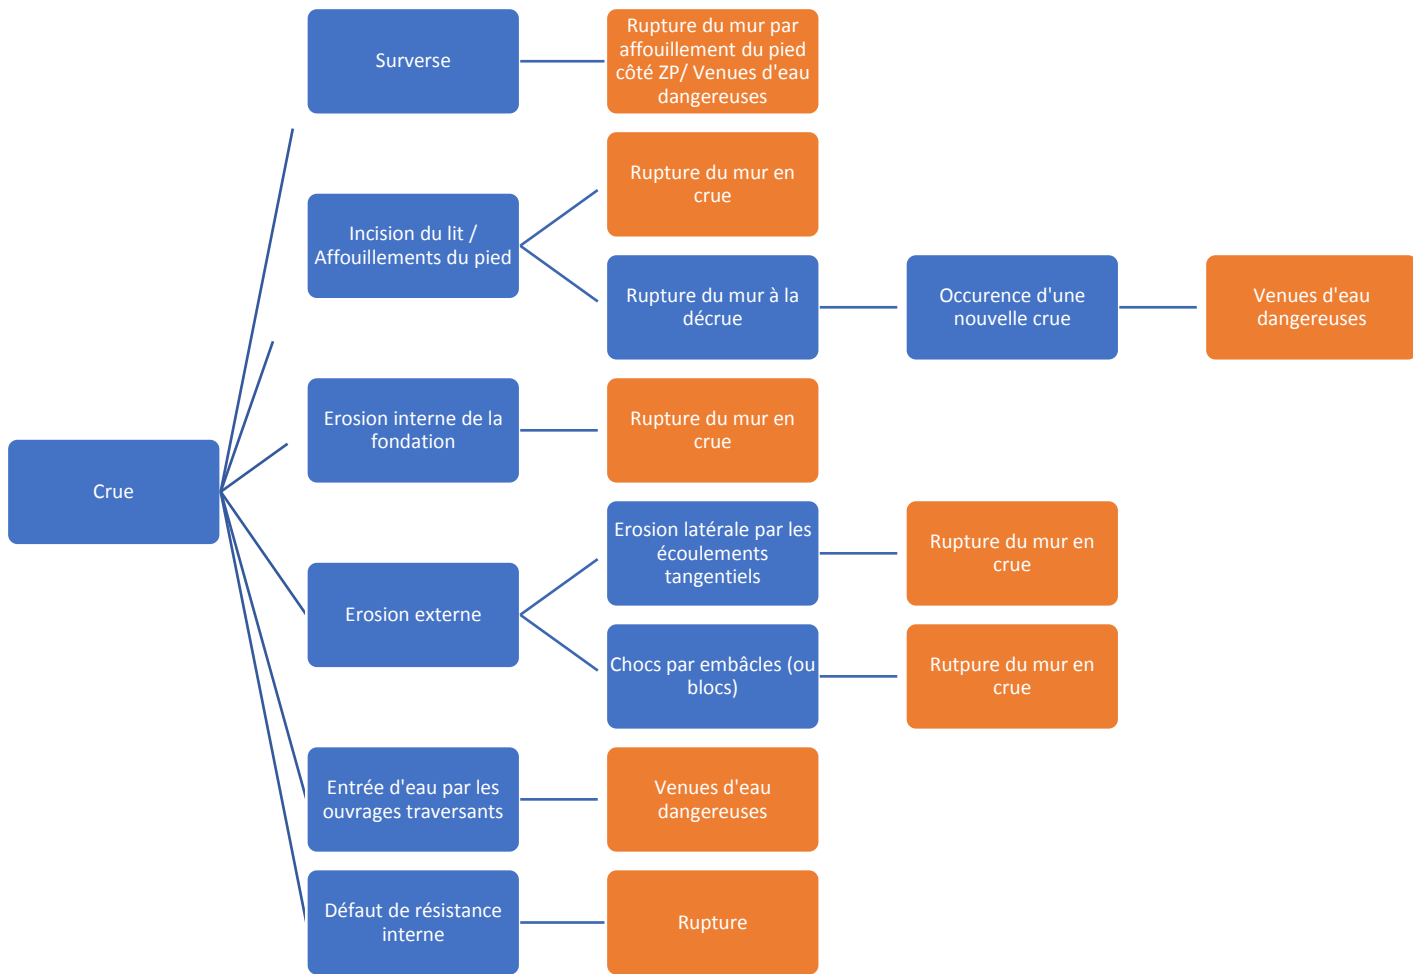 Surverse
Rupture du mur par
affouillement du pied
côté ZP/ Venues d'eau
dangereuses
Rupture du mur en
crue
Incision du lit /
Affouillements du pied
Rupture du mur à la
décrue
Occurence d'une
nouvelle crue
Venues d'eau
dangereuses
Erosion interne de la
fondation
Rupture du mur en
crue
Crue
Erosion latérale par les
écoulements
tangentiels
Rupture du mur en
crue
Erosion externe
Chocs par embâcles (ou
blocs)
Rutpure du mur en
crue
Entrée d'eau par les
ouvrages traversants
Venues d'eau
dangereuses
Défaut de résistance
interne
Rupture